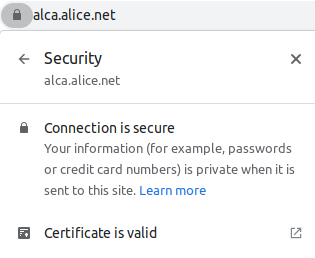 alca.alice.net
Security
alca.alice.net
Connection is secure
Your information (for example, passwords
or credit card numbers) is private when it is
sent to this site. Learn more
Certificate is valid